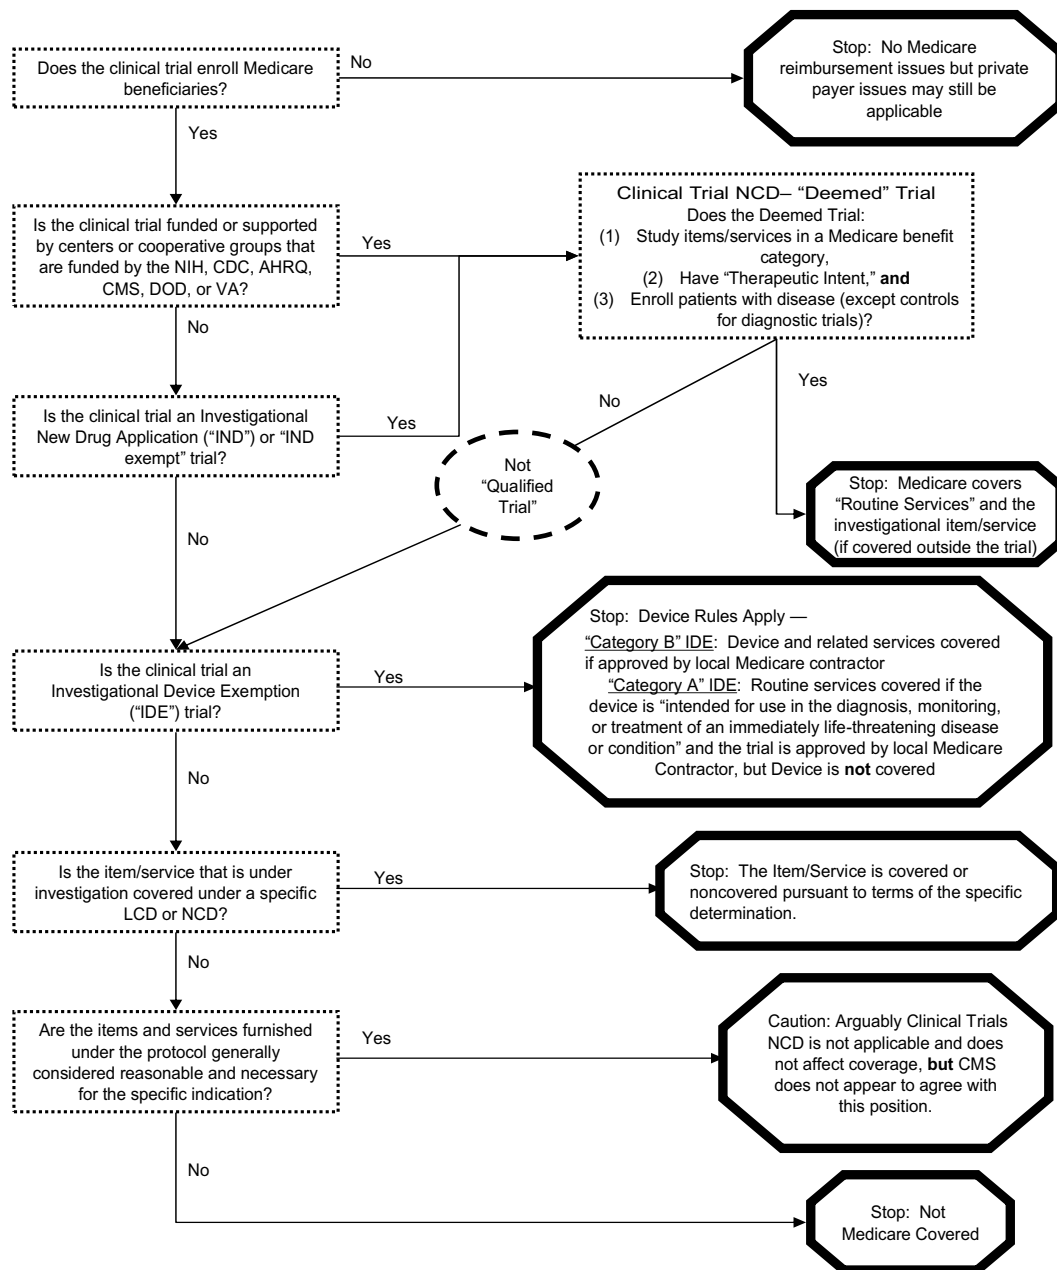 Does the clinical trial enroll Medicare
beneficiaries?
No
Stop:  No Medicare
reimbursement issues but private
payer issues may still be
applicable
Yes
Is the clinical trial funded or supported
by centers or cooperative groups that
are funded by the NIH, CDC, AHRQ,
CMS, DOD, or VA?
Yes
Clinical Trial NCD– “Deemed” Trial
Does the Deemed Trial:
(1) Study items/services in a Medicare benefit
category,
(2) Have “Therapeutic Intent,” and
(3) Enroll patients with disease (except controls
for diagnostic trials)?
No
Is the clinical trial an Investigational
New Drug Application (“IND”) or “IND
exempt” trial?
Yes
No
Yes
Not
“Qualified
Trial”
Stop:  Medicare covers
“Routine Services” and the
investigational item/service
(if covered outside the trial)
No
Is the clinical trial an
Investigational Device Exemption
(“IDE”) trial?
Yes
Stop:  Device Rules Apply —
“Category B” IDE:  Device and related services covered
if approved by local Medicare contractor
“Category A” IDE:  Routine services covered if the
device is “intended for use in the diagnosis, monitoring,
or treatment of an immediately life-threatening disease
or condition” and the trial is approved by local Medicare
Contractor, but Device is not covered
No
Is the item/service that is under
investigation covered under a specific
LCD or NCD?
Yes
Stop:  The Item/Service is covered or
noncovered pursuant to terms of the specific
determination.
No
Are the items and services furnished
under the protocol generally
considered reasonable and necessary
for the specific indication?
Yes
Caution: Arguably Clinical Trials
NCD is not applicable and does
not affect coverage, but CMS
does not appear to agree with
this position.
No
Stop:  Not
Medicare Covered